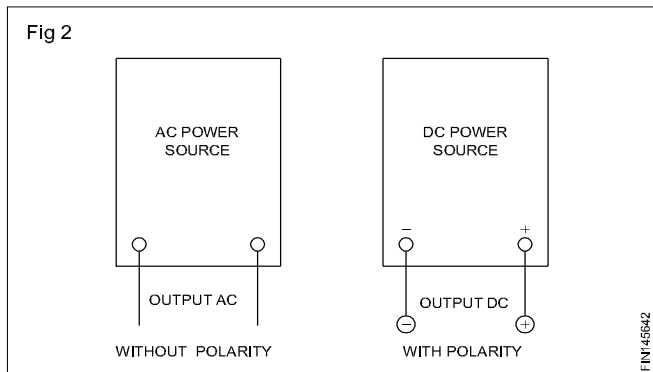 Fig 2
AC POWER
SOURCE
OUTPUT AC
WITHOUT POLARITY
DC POWER
SOURCE
– +
OUTPUT DC
– +
WITH POLARITY
FIN145642